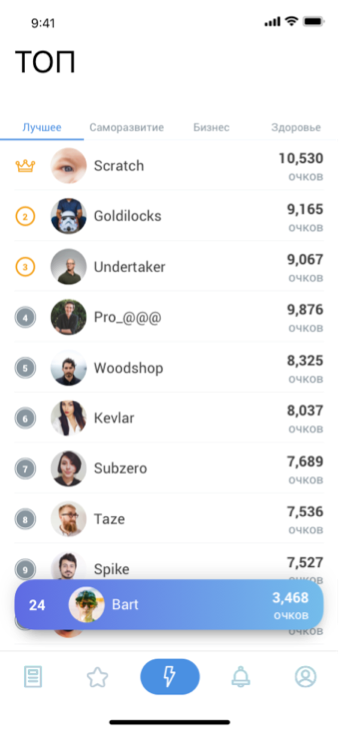 9:41
ТОП
Лучшее Саморазвитие Бизнес Здоровье
Scratch 10,530
очков
2 Goldilocks 9,165
очков
3 Undertaker 9,067
очков
4 Pro_@@@ 9,876
очков
5 Woodshop 8,325
очков
6 Kevlar 8,037
очков
7 Subzero 7,689
очков
8 Taze 7,536
очков
9 Spike 7,527
очков
24 Bart 3,468
очков
очков